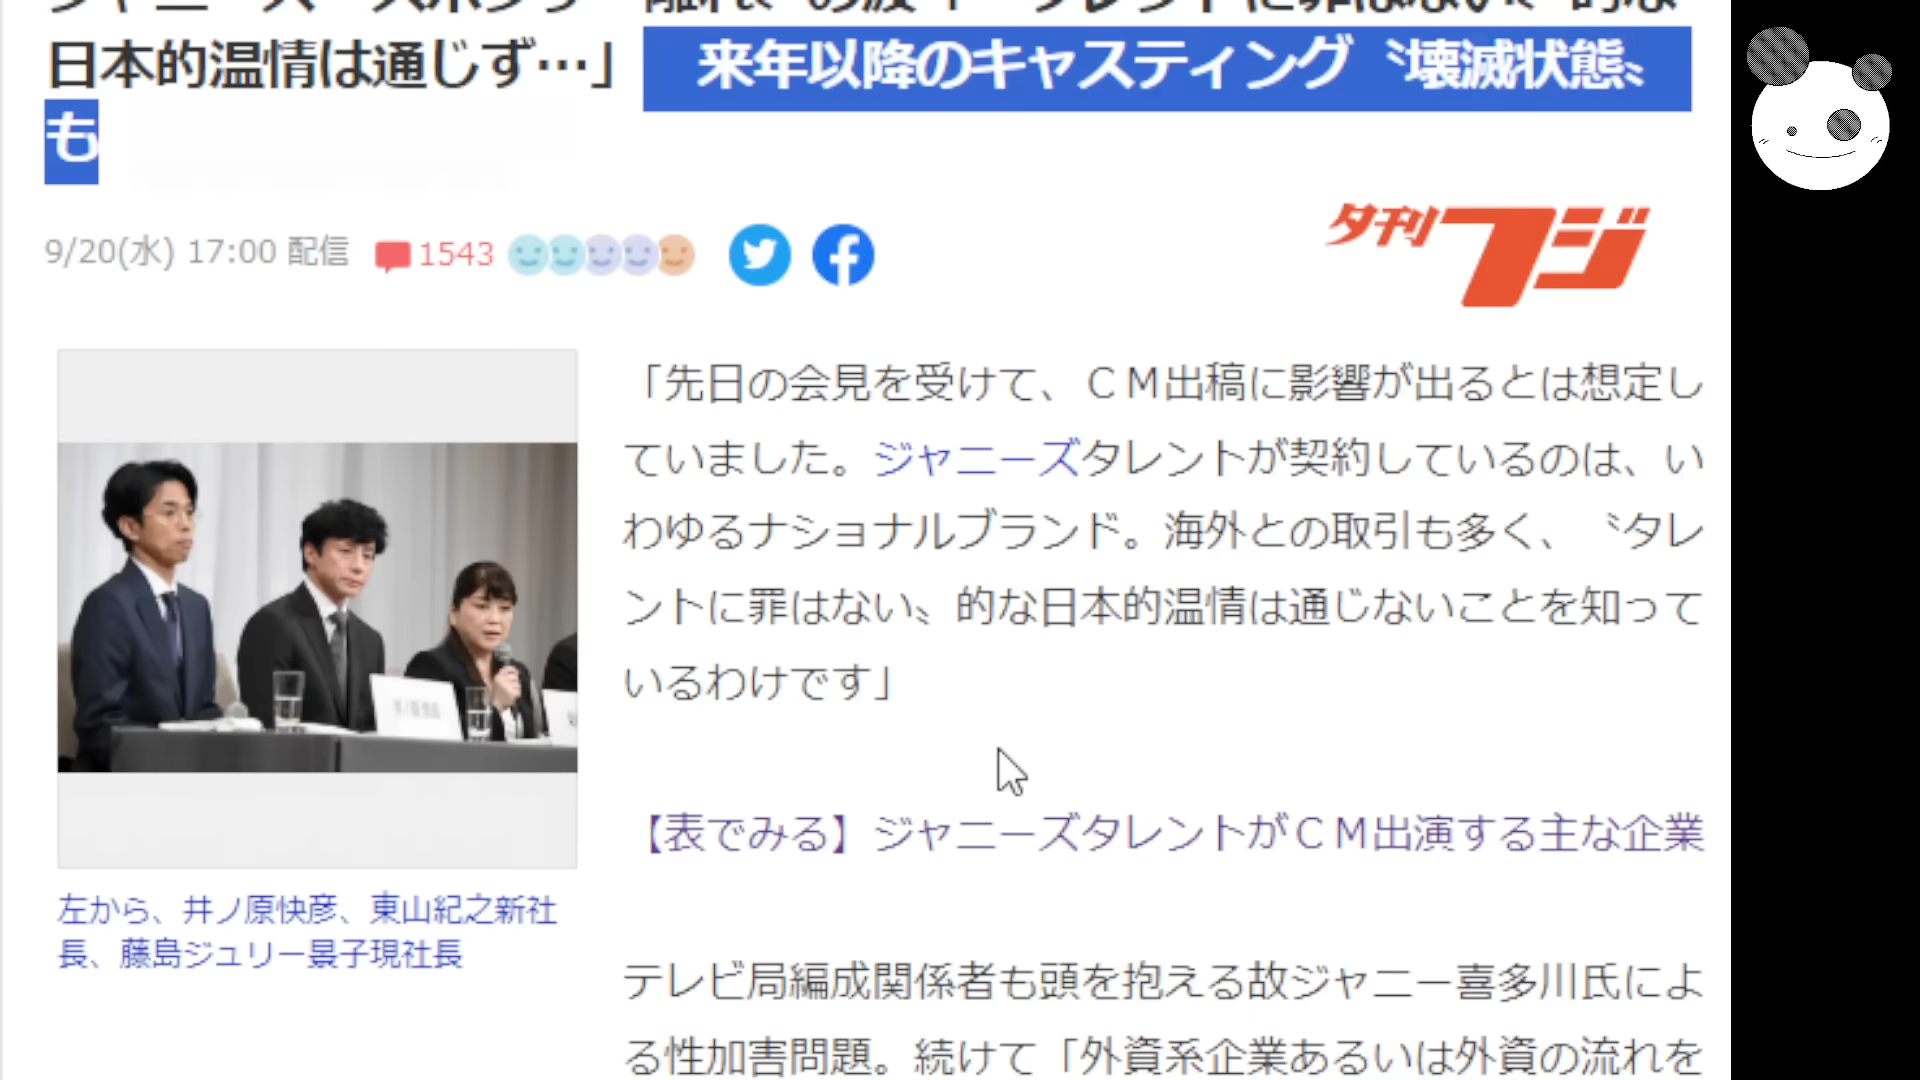 日本的温情は通じず…」 来年以降のキャスティング〝壊滅状態〟
も
9/20(水) 17:00 配信 1543
夕刊フジ
「先日の会見を受けて、ＣＭ出稿に影響が出るとは想定し
ていました。ジャニーズタレントが契約しているのは、い
わゆるナショナルブランド。海外との取引も多く、〝タレ
ントに罪はない〟的な日本的温情は通じないことを知って
いるわけです」
【表でみる】ジャニーズタレントがＣＭ出演する主な企業
左から、井ノ原快彦、東山紀之新社
長、藤島ジュリー景子現社長
テレビ局編成関係者も頭を抱える故ジャニー喜多川氏によ
る性加害問題。続けて「外資系企業あるいは外資の流れを